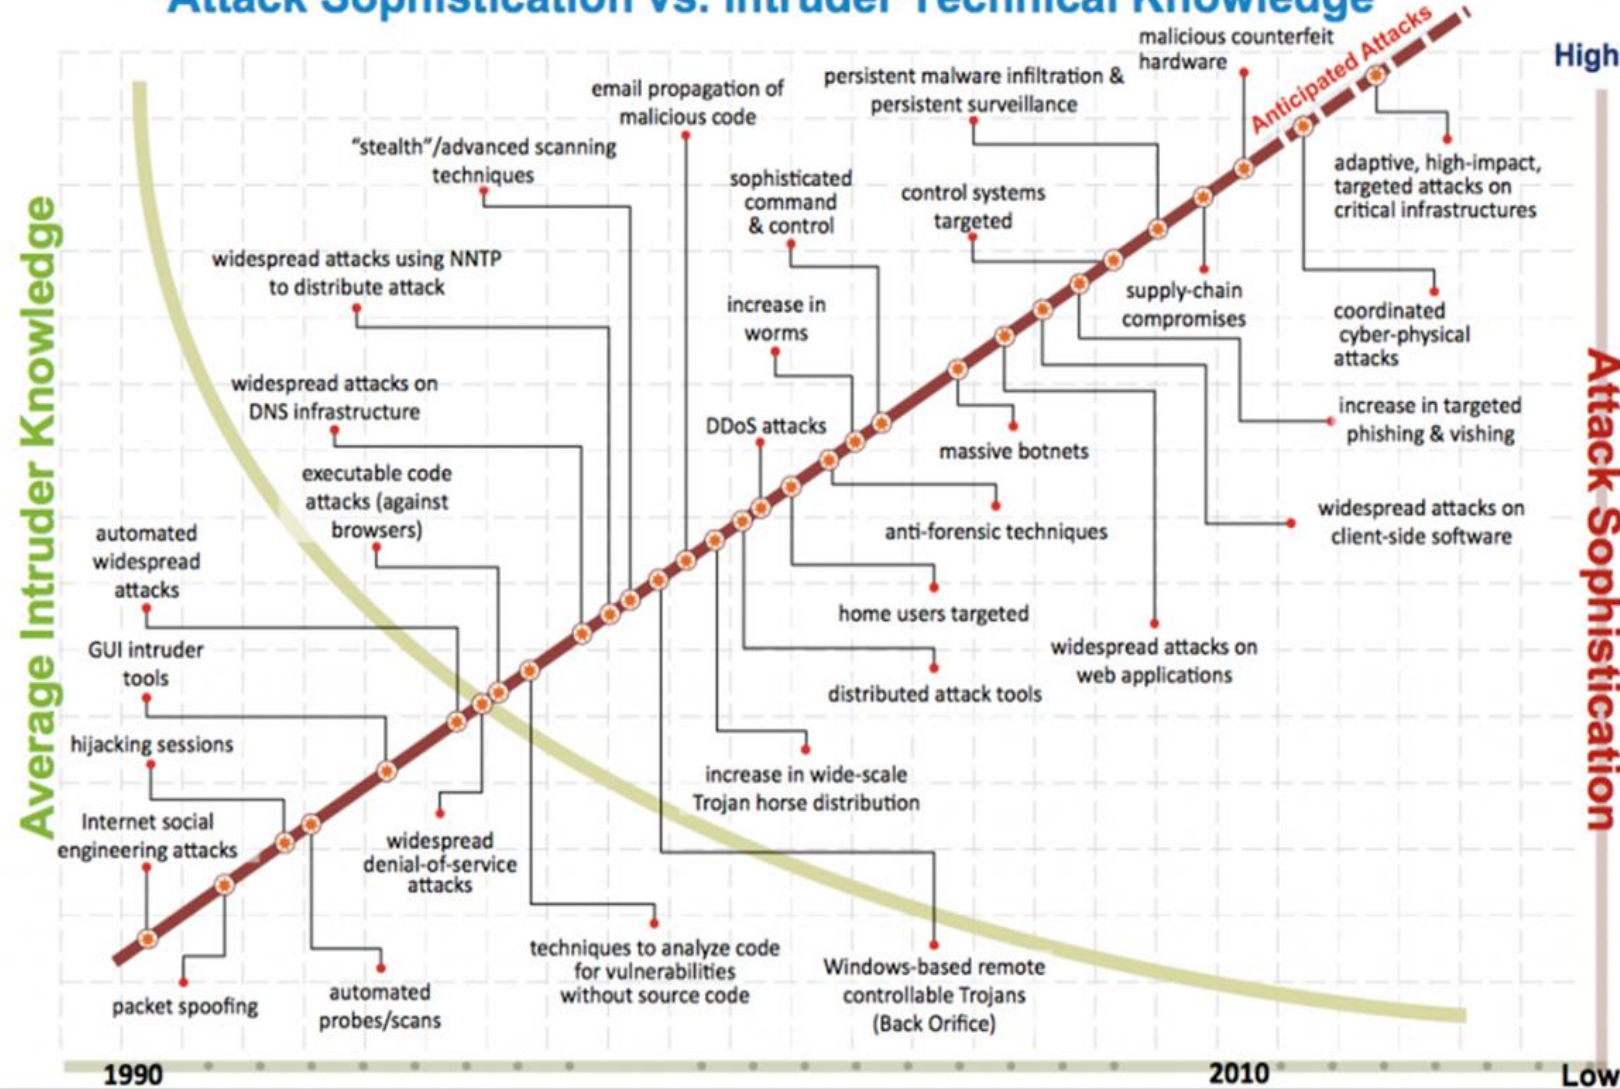 Attack Sophistication vs. Intruder Technical Knowledge
High
Average Intruder Knowledge
Attack Sophistication
Anticipated Attacks
malicious counterfeit
hardware
persistent malware infiltration &
persistent surveillance
email propagation of
malicious code
“stealth”/advanced scanning
techniques
sophisticated
command
& control
control systems
targeted
adaptive, high-impact,
targeted attacks on
critical infrastructures
widespread attacks using NNTP
to distribute attack
increase in
worms
supply-chain
compromises
coordinated
cyber-physical
attacks
widespread attacks on
DNS infrastructure
DDoS attacks
massive botnets
increase in targeted
phishing & vishing
executable code
attacks (against
browsers)
anti-forensic techniques
widespread attacks on
client-side software
automated
widespread
attacks
home users targeted
GUI intruder
tools
widespread attacks on
web applications
distributed attack tools
hijacking sessions
increase in wide-scale
Trojan horse distribution
Internet social
engineering attacks
widespread
denial-of-service
attacks
techniques to analyze code
for vulnerabilities
without source code
Windows-based remote
controllable Trojans
(Back Orifice)
packet spoofing
automated
probes/scans
1990
2010
Low